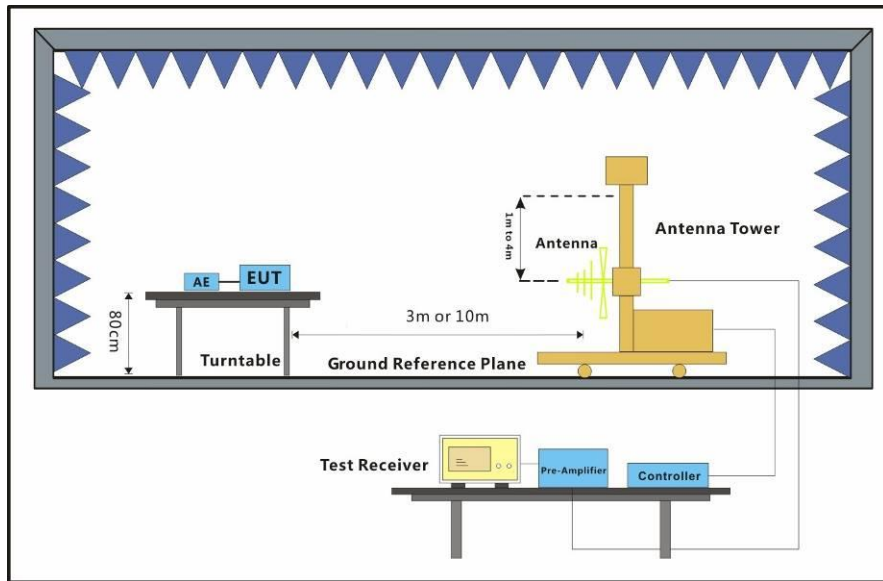 1m to 4m
Antenna
Antenna Tower
AE
EUT
80cm
3m or 10m
Turntable
Ground Reference Plane
Test Receiver
Pre-Amplifier
Controller